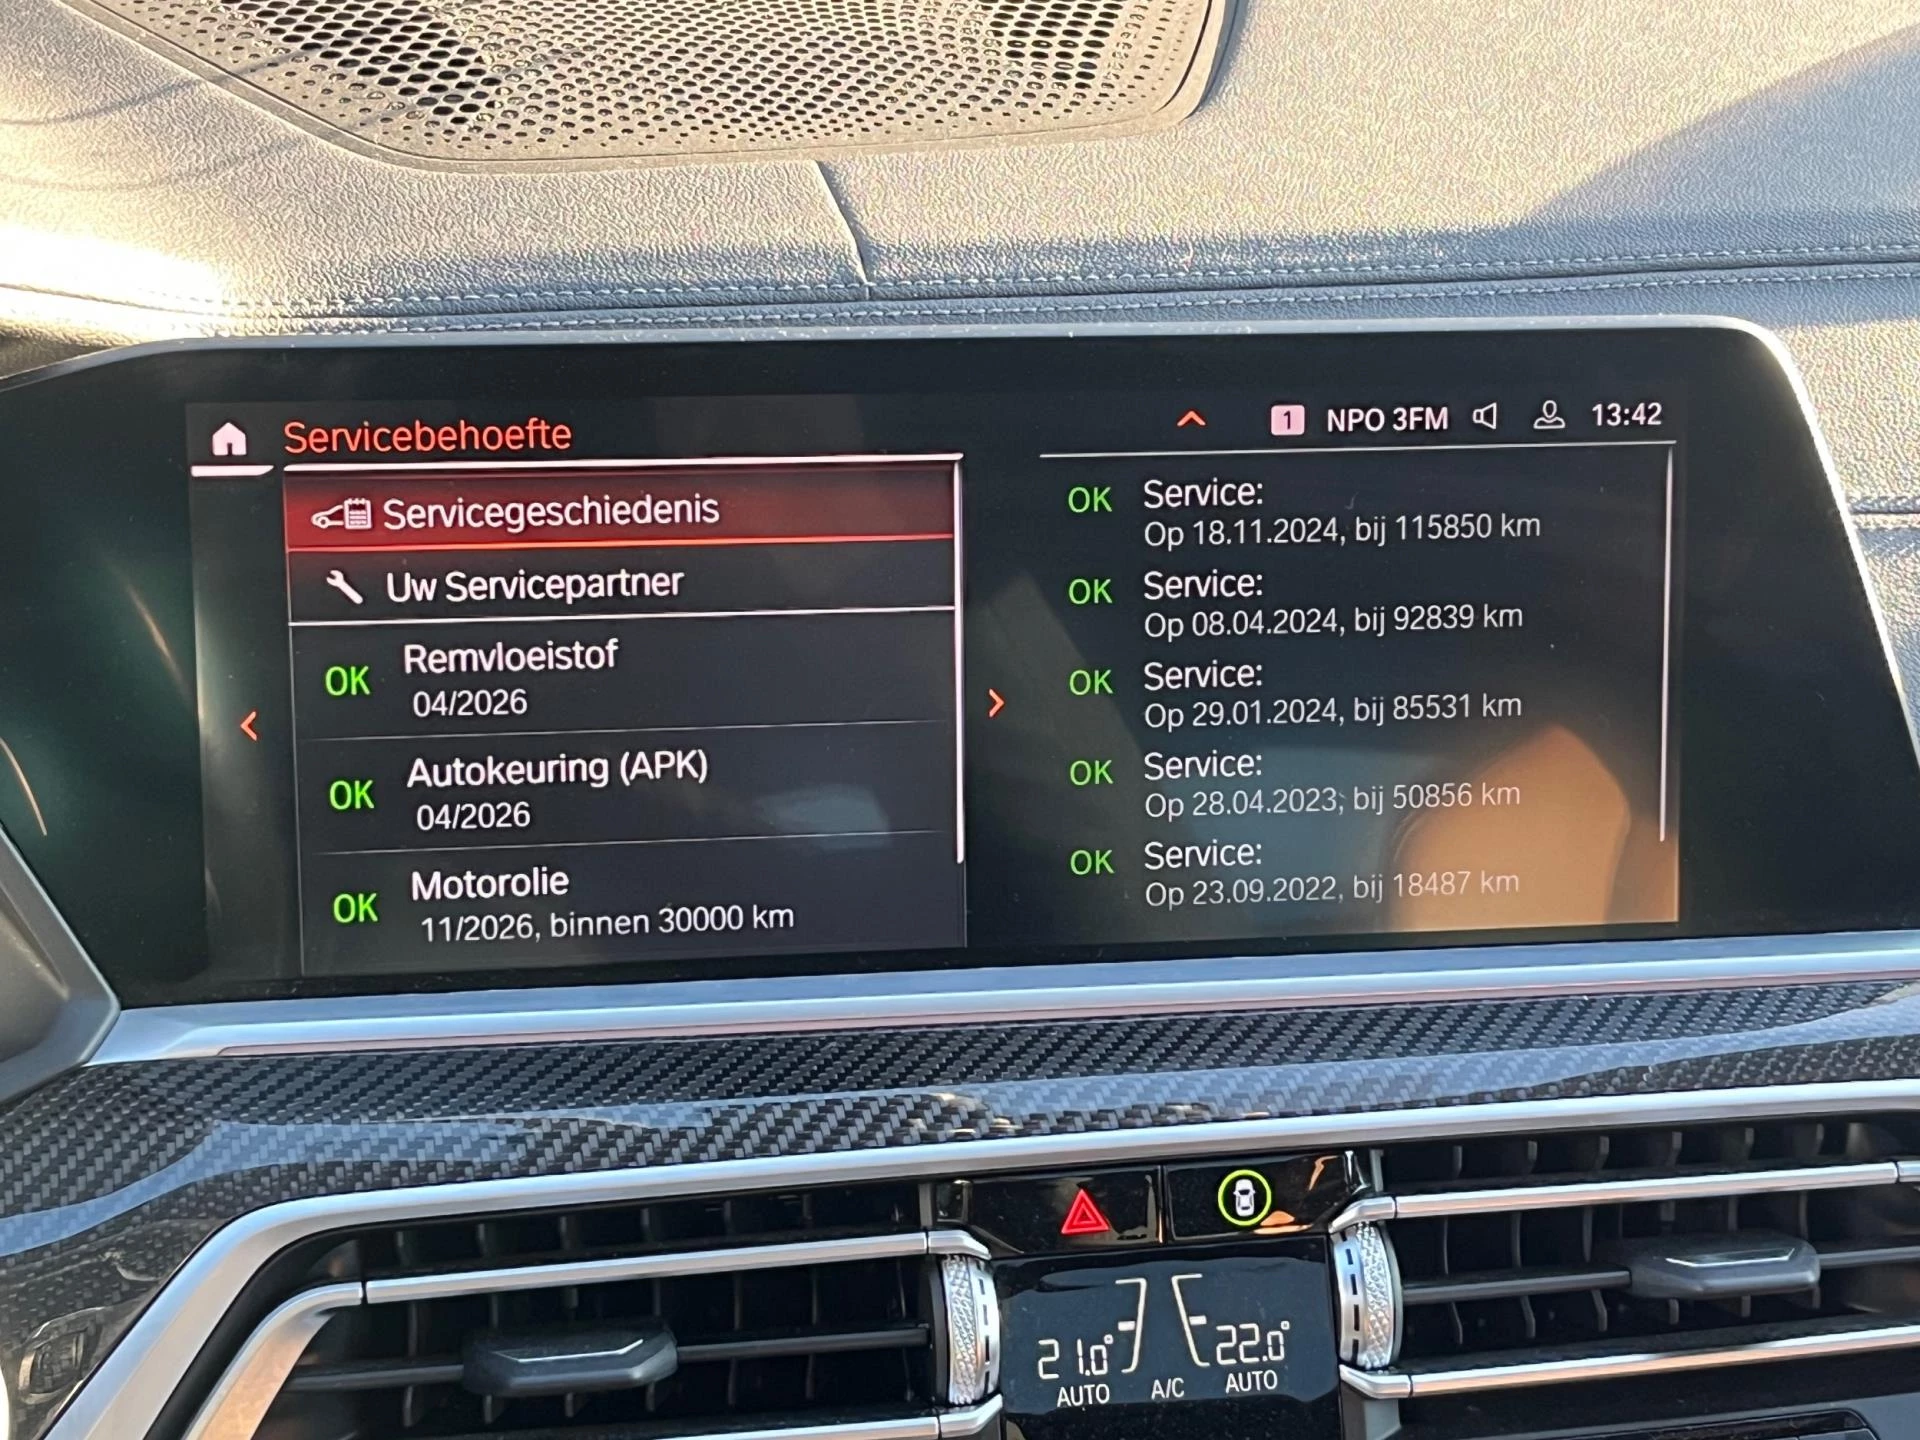 Servicebehoefte
1 NPO 3FM 13:42
Servicegeschiedenis
Uw Servicepartner
OK Remvloeistof
04/2026
OK Autokeuring (APK)
04/2026
OK Motorolie
11/2026, binnen 30000 km
OK Service:
Op 18.11.2024, bij 115850 km
OK Service:
Op 08.04.2024, bij 92839 km
OK Service:
Op 29.01.2024, bij 85531 km
OK Service:
Op 28.04.2023, bij 50856 km
OK Service:
Op 23.09.2022, bij 18487 km
21.0° 22.0°
AUTO A/C AUTO